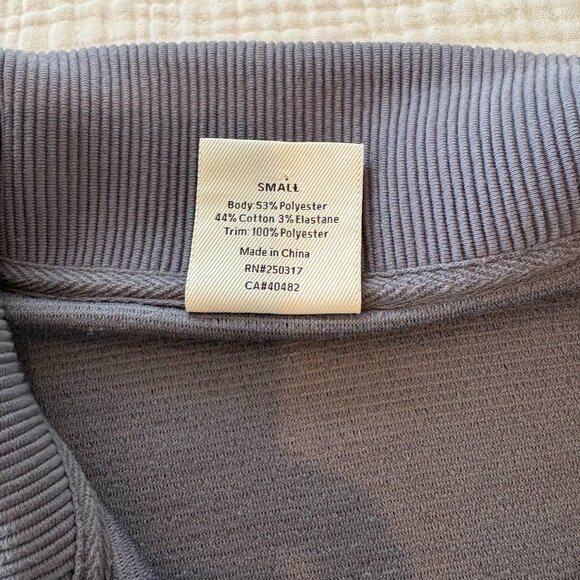 SMALL
Body:53% Polyester
44% Cotton 3% Elastane
Trim: 100% Polyester
Made in China
RN#250317
CA#40482